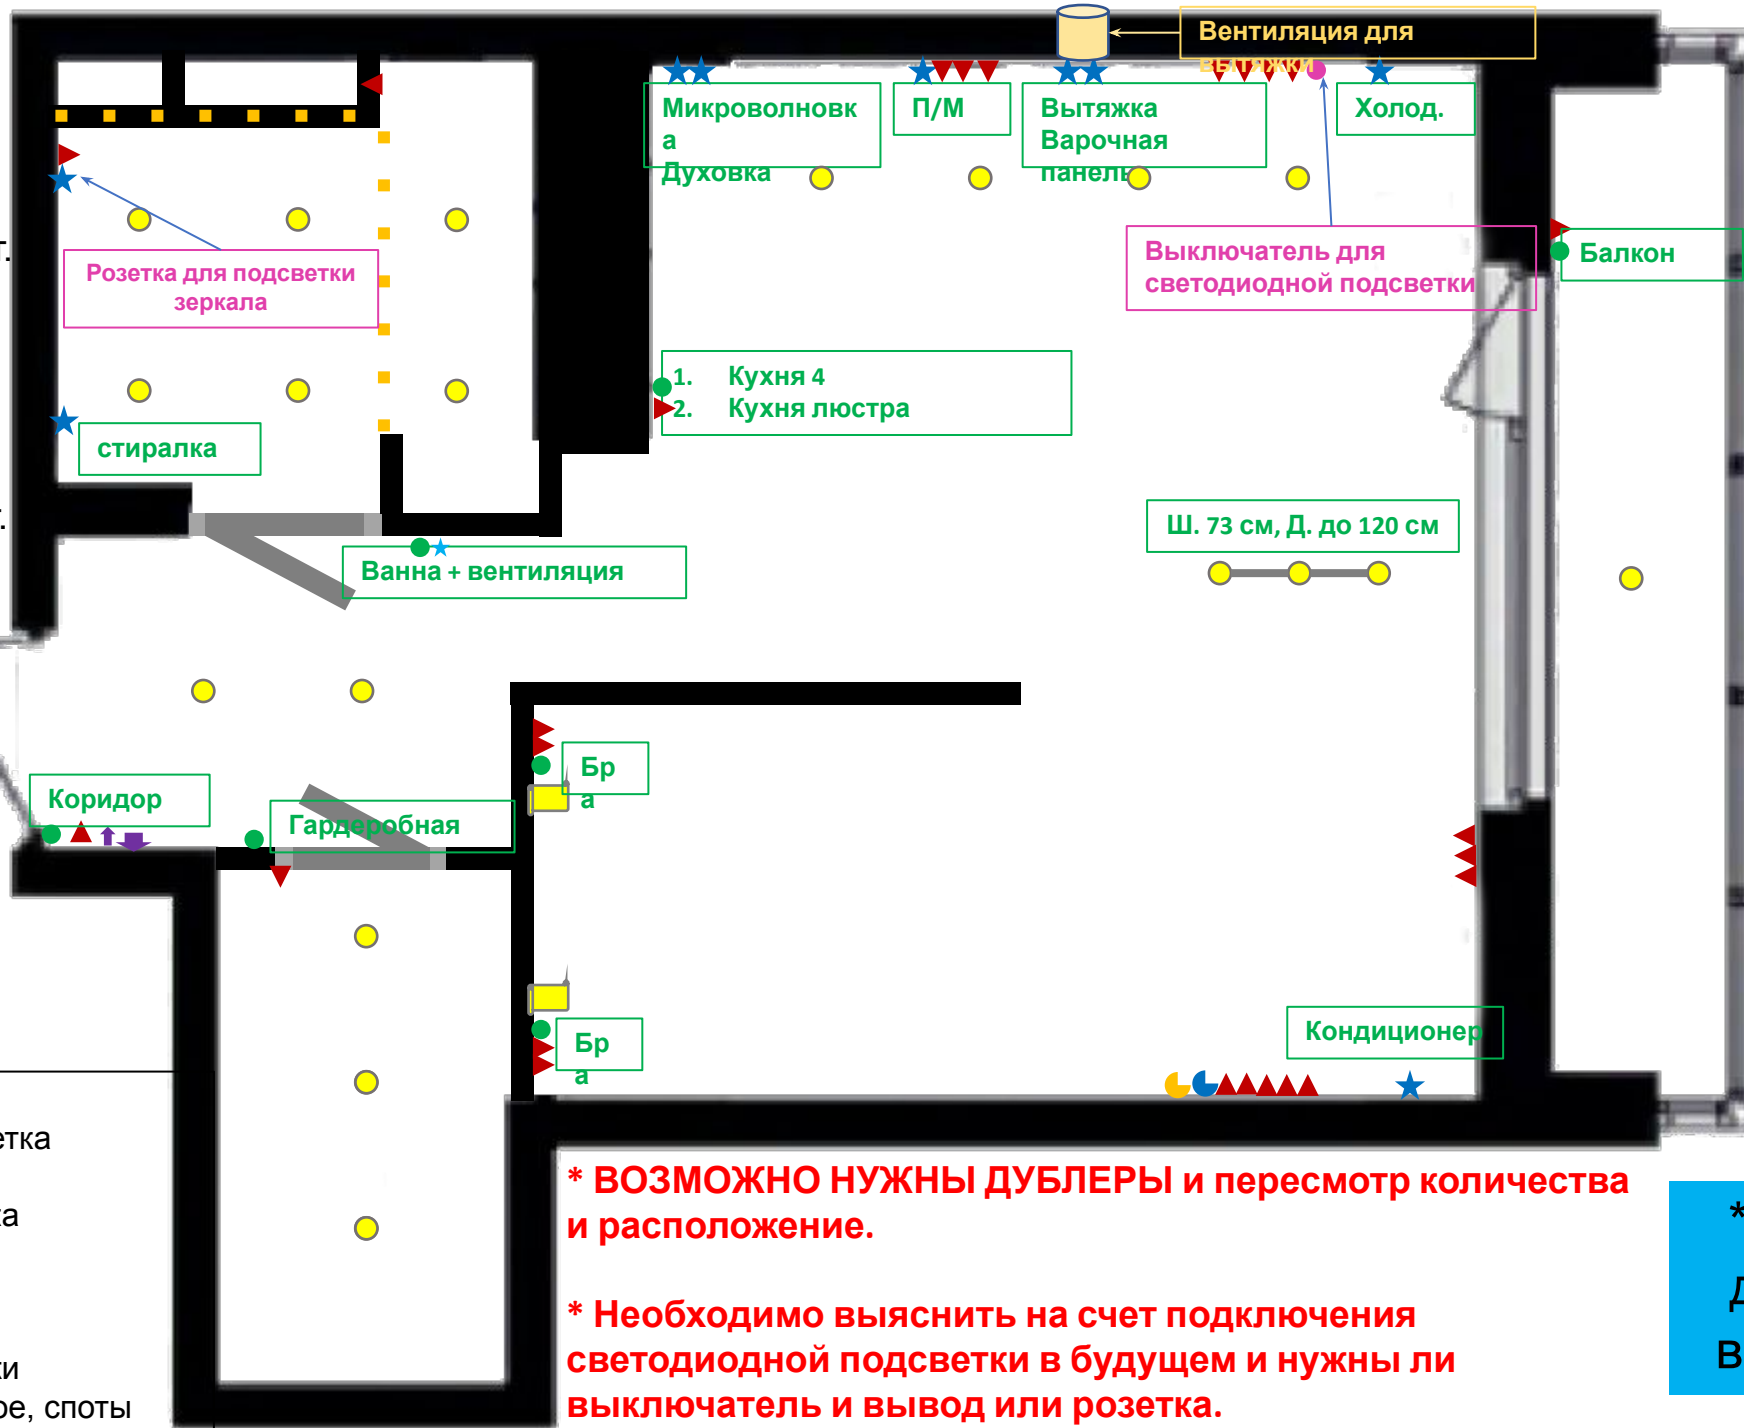 Вентиляция для
вытяжки
Микроволновк
а
Духовка
П/М
Вытяжка
Варочная
панель
Холод.
Розетка для подсветки
зеркала
Выключатель для
светодиодной подсветки
Балкон
1. Кухня 4
2. Кухня люстра
стиралка
Ш. 73 см, Д. до 120 см
Ванна + вентиляция
Бр
а
Коридор
Гардеробная
Бр
а
Кондиционер
* ВОЗМОЖНО НУЖНЫ ДУБЛЕРЫ и пересмотр количества
и расположение.
* Необходимо выяснить на счет подключения
светодиодной подсветки в будущем и нужны ли
выключатель и вывод или розетка.
етка
ка
ки
ое, споты
*
Д
в